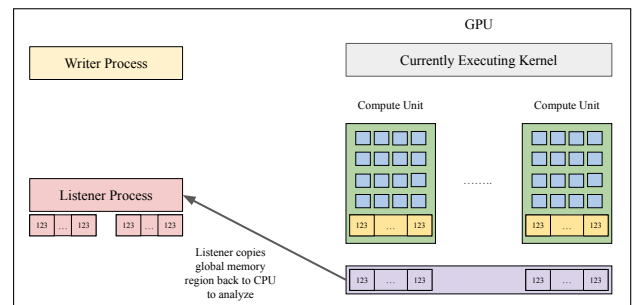 GPU
Writer Process
Currently Executing Kernel
Compute Unit
Compute Unit
........
Listener Process
123 ... 123
123 ... 123
123 ... 123
123 ... 123
Listener copies
global memory
region back to CPU
to analyze
123 ... 123
123 ... 123